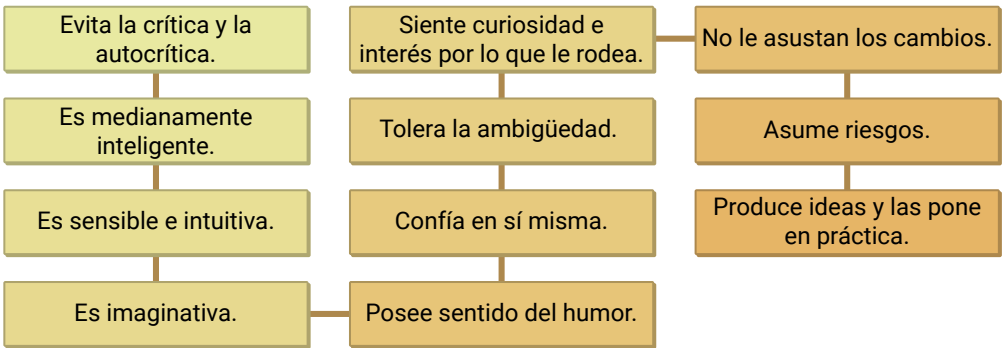 Evita la crítica y la
autocrítica.
Es medianamente
inteligente.
Es sensible e intuitiva.
Es imaginativa.
Posee sentido del humor.
Confía en sí misma.
Tolera la ambigüedad.
Siente curiosidad e
interés por lo que le rodea.
No le asustan los cambios.
Asume riesgos.
Produce ideas y las pone
en práctica.